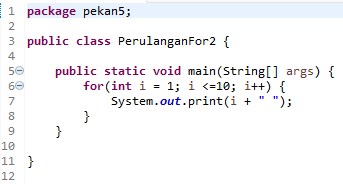 1 package pekan5;
2
3 public class PerulanganFor2 {
4
5 public static void main(String[] args) {
6 for(int i = 1; i <=10; i++) {
7 System.out.print(i + " ");
8 }
9 }
10
11 }
12